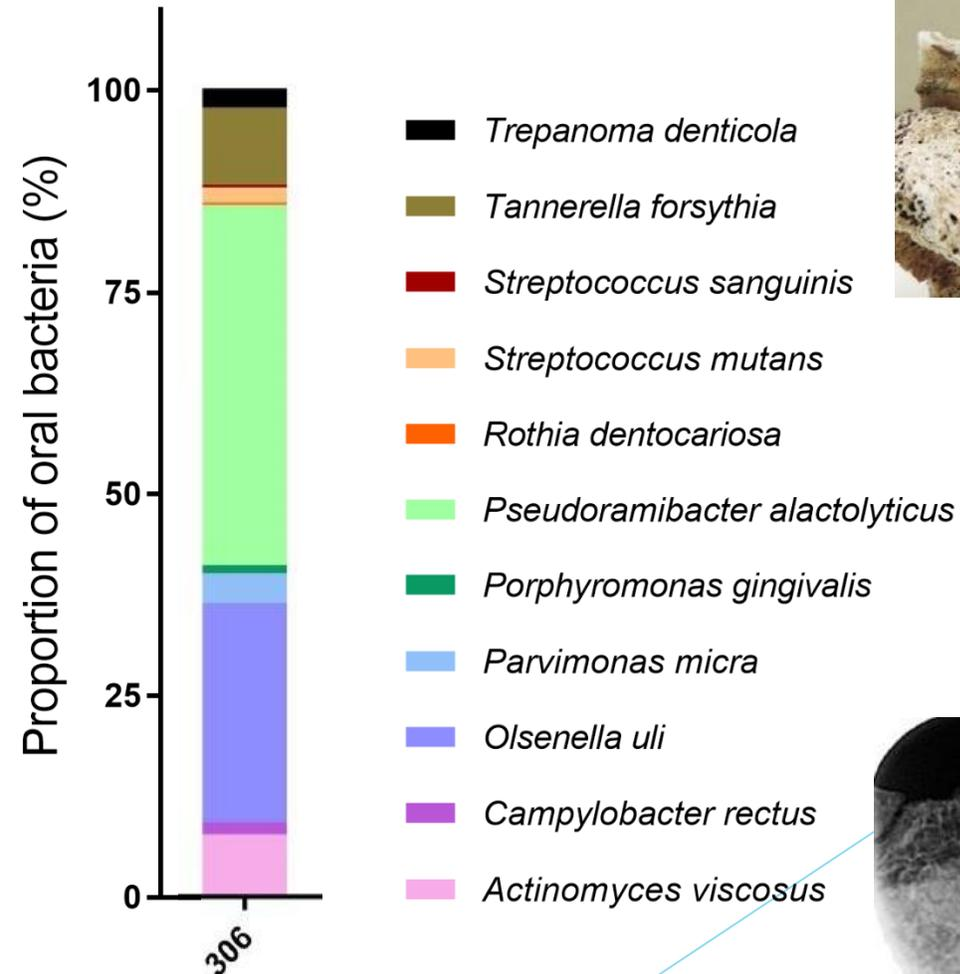 Proportion of oral bacteria (%)
100
75
50
25
0
306
Trepanoma denticola
Tannerella forsythia
Streptococcus sanguinis
Streptococcus mutans
Rothia dentocariosa
Pseudoramibacter alactolyticus
Porphyromonas gingivalis
Parvimonas micra
Olsenella uli
Campylobacter rectus
Actinomyces viscosus